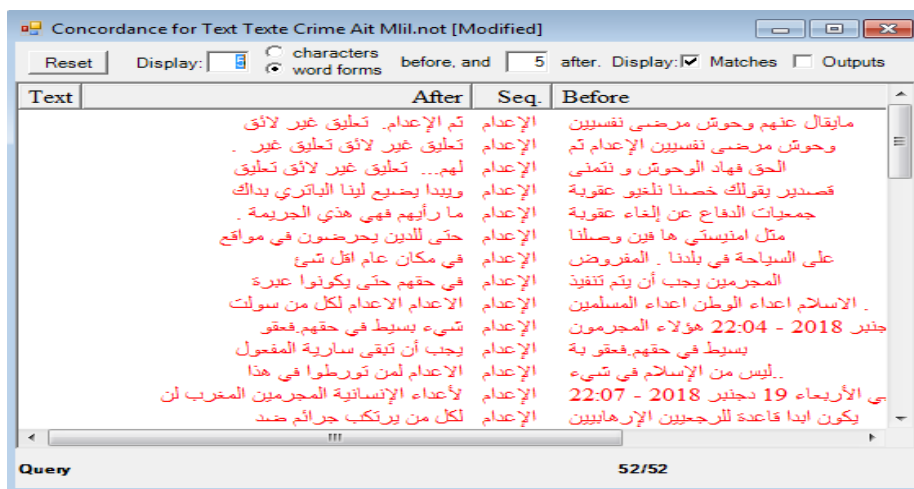 Concordance for Text Texte Crime Ait Mlil.not [Modified]
Reset Display: 5 characters word forms before, and 5 after. Display: Matches Outputs
Text After Seq. Before
مايقال عنهم وحوش مرضى نفسيين الإعدام ثم الإعدام. تعليق غير لائق
وحوش مرضى نفسيين الإعدام ثم الإعدام تعليق غير لائق تعليق غير .
الحق فهاد الوحوش و نتمنى الإعدام لهم... تعليق غير لائق تعليق
قصدير يقولك خصنا نلغيو عقوبة الإعدام ويبدا يضيع لينا الباتري بداك
جمعيات الدفاع عن إلغاء عقوبة الإعدام ما رأيهم فهي هذي الجريمة .
مثل امنيستي ها فين وصلنا الإعدام حتى للدين يحرضون في مواقع
على السياحة في بلدنا . المفروض الإعدام في مكان عام اقل شئ
المجرمين يجب أن يتم تنفيذ الإعدام في حقهم حتى يكونوا عبرة
. الاسلام اعداء الوطن اعداء المسلمين الإعدام الاعدام الاعدام لكل من سولت
جنبر 2018 - 22:04 هؤلاء المجرمون الإعدام شيء بسيط في حقهم.فعقو
بسيط في حقهم.فعقو بة الإعدام يجب أن تبقى سارية المفعول
..ليس من الإسلام في شيء الإعدام الاعدام لمن تورطوا في هذا
ي الأربعاء 19 دجنبر 2018 - 22:07 الإعدام لأعداء الإنسانية المجرمين المغرب لن
يكون ابدا قاعدة للرجعيين الإرهابيين الإعدام لكل من يرتكب جرائم ضد
Query 52/52